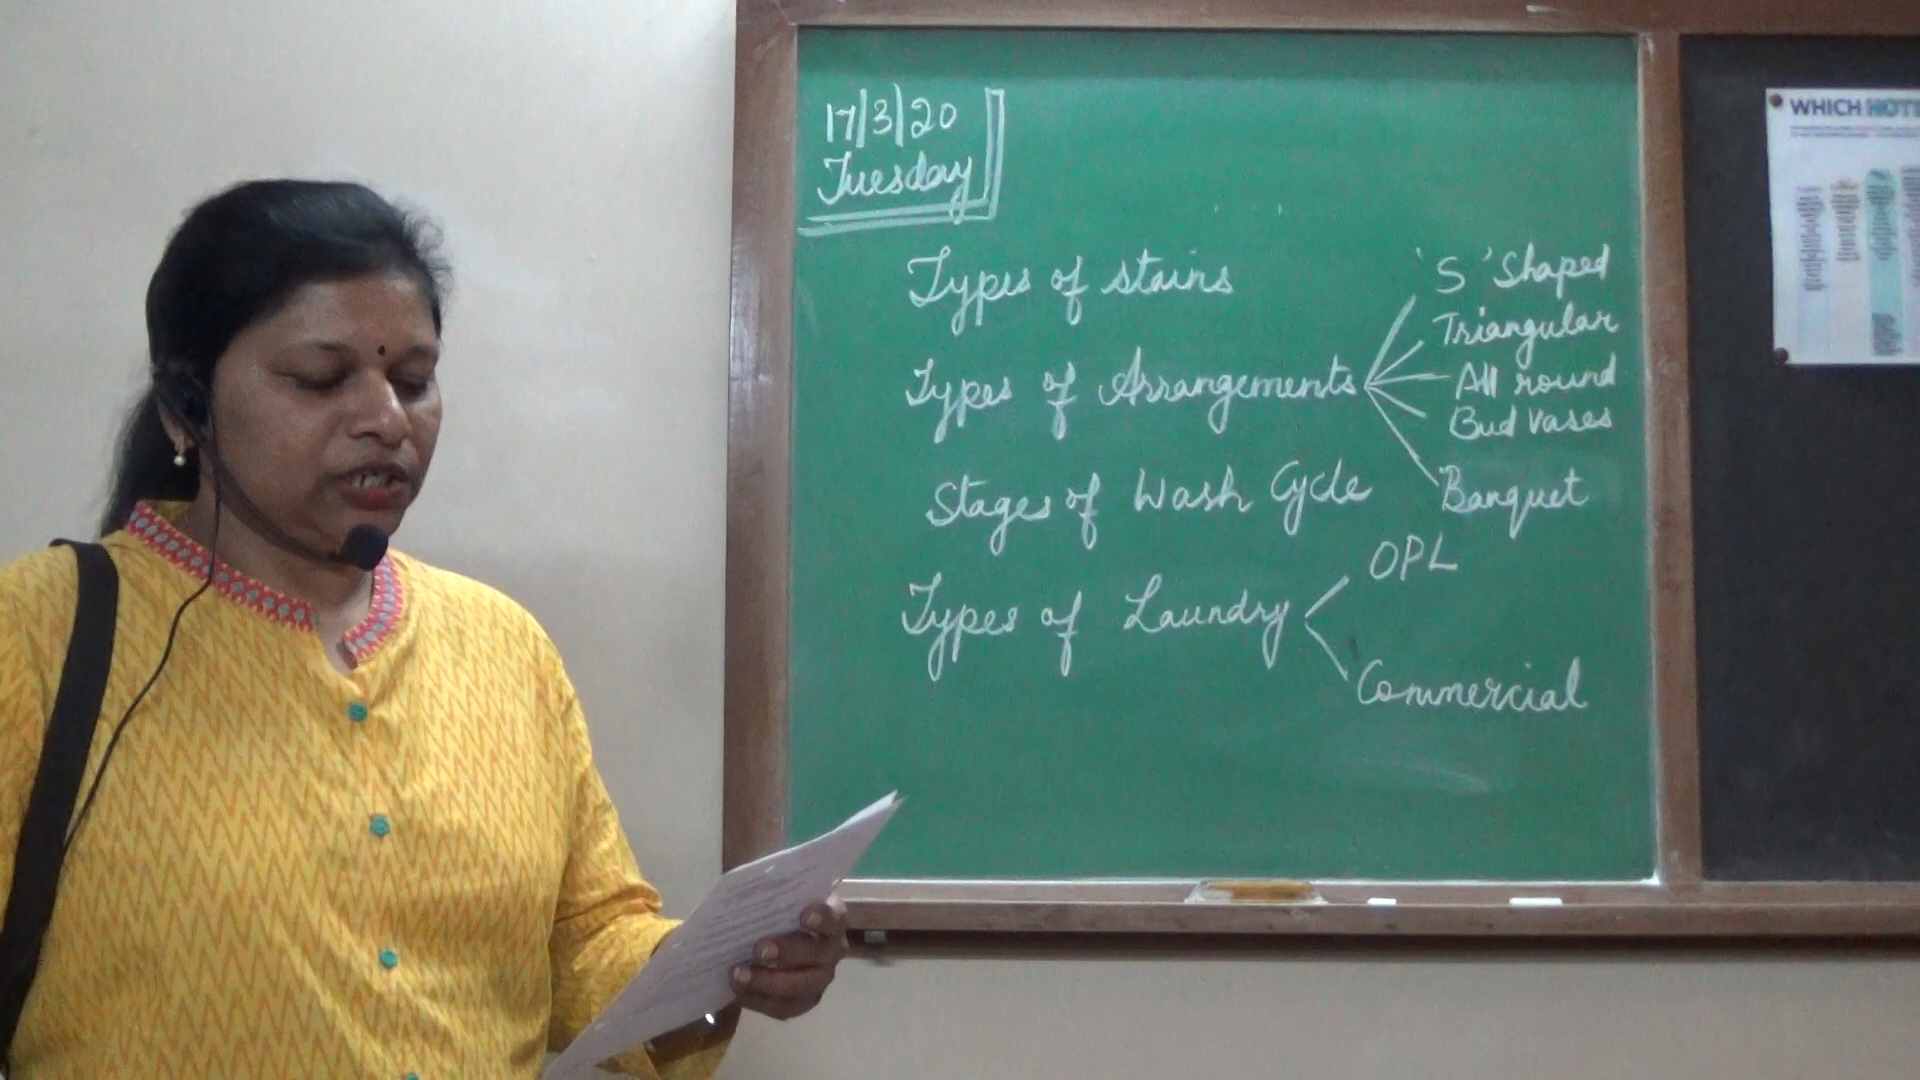 17/3/20
Tuesday
Types of stains
Types of Arrangements
'S' Shaped
Triangular
All round
Bud vases
Banquet
Stages of Wash Cycle
Types of Laundry
OPL
Commercial
WHICH